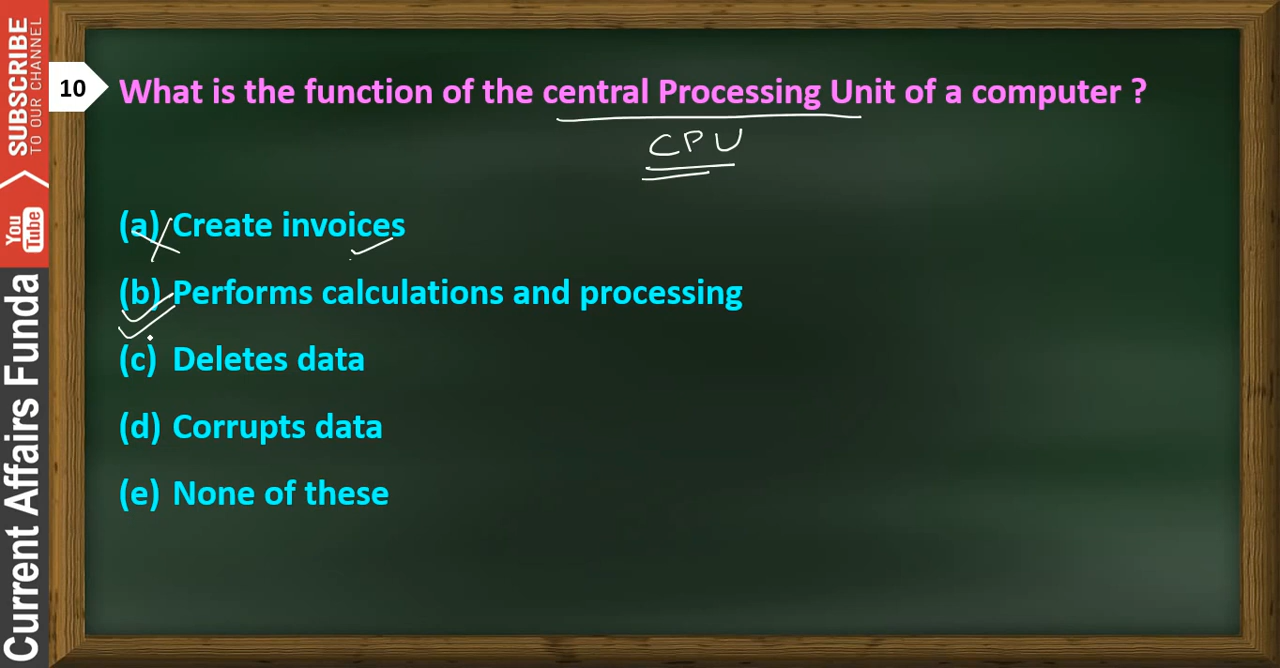 SUBSCRIBE
TO OUR CHANNEL
You
Tube
Current Affairs Funda
10
What is the function of the central Processing Unit of a computer ?
CPU
(a) Create invoices
(b) Performs calculations and processing
(c) Deletes data
(d) Corrupts data
(e) None of these